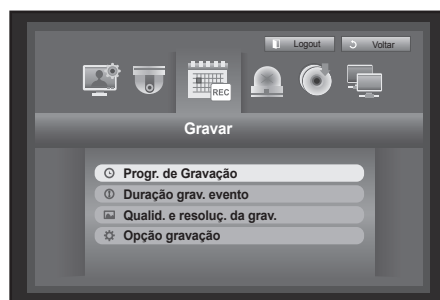 Logout
Voltar
REC
Gravar
Progr. de Gravação
Duração grav. evento
Qualid. e resoluç. da grav.
Opção gravação